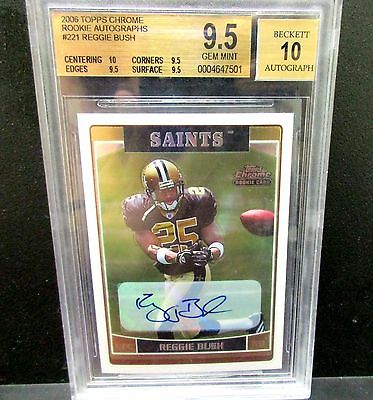 2006 TOPPS CHROME
ROOKIE AUTOGRAPHS
#221 REGGIE BUSH
CENTERING 10 CORNERS 9.5
EDGES 9.5 SURFACE 9.5
9.5
GEM MINT
0004647501
BECKETT
10
AUTOGRAPH
SAINTS
Topps
Chrome
ROOKIE CARD
25
REGGIE BUSH